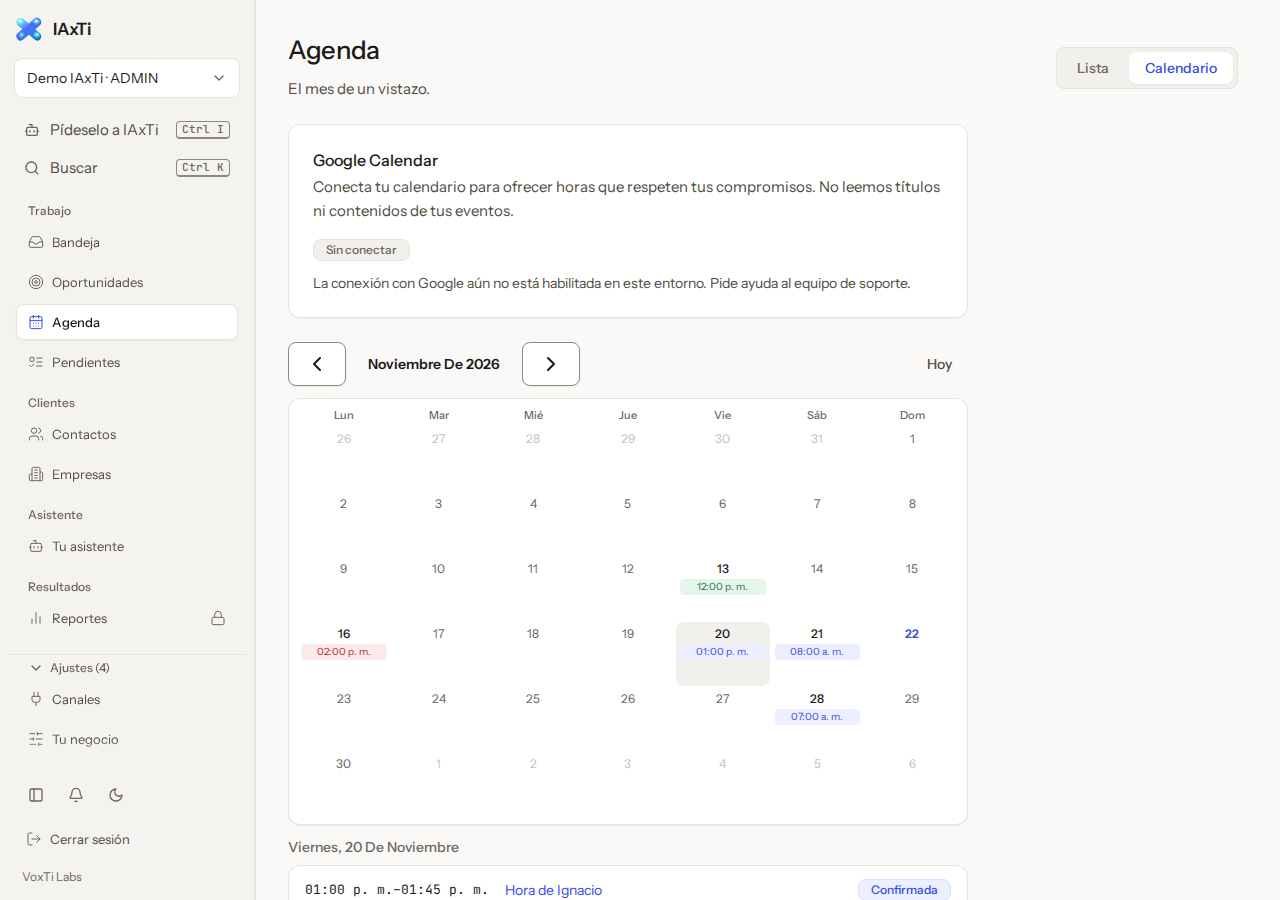 IAxTi
Demo IAxTi · ADMIN
Pídeselo a IAxTi Ctrl I
Buscar Ctrl K
Trabajo
Bandeja
Oportunidades
Agenda
Pendientes
Clientes
Contactos
Empresas
Asistente
Tu asistente
Resultados
Reportes
Ajustes (4)
Canales
Tu negocio
Cerrar sesión
VoxTi Labs
Agenda
El mes de un vistazo.
Lista Calendario
Google Calendar
Conecta tu calendario para ofrecer horas que respeten tus compromisos. No leemos títulos
ni contenidos de tus eventos.
Sin conectar
La conexión con Google aún no está habilitada en este entorno. Pide ayuda al equipo de soporte.
Noviembre De 2026 Hoy
Lun Mar Mié Jue Vie Sáb Dom
26 27 28 29 30 31 1
2 3 4 5 6 7 8
9 10 11 12 13 14 15
12:00 p. m.
16 17 18 19 20 21 22
02:00 p. m. 01:00 p. m. 08:00 a. m.
23 24 25 26 27 28 29
07:00 a. m.
30 1 2 3 4 5 6
Viernes, 20 De Noviembre
01:00 p. m.–01:45 p. m. Hora de Ignacio Confirmada